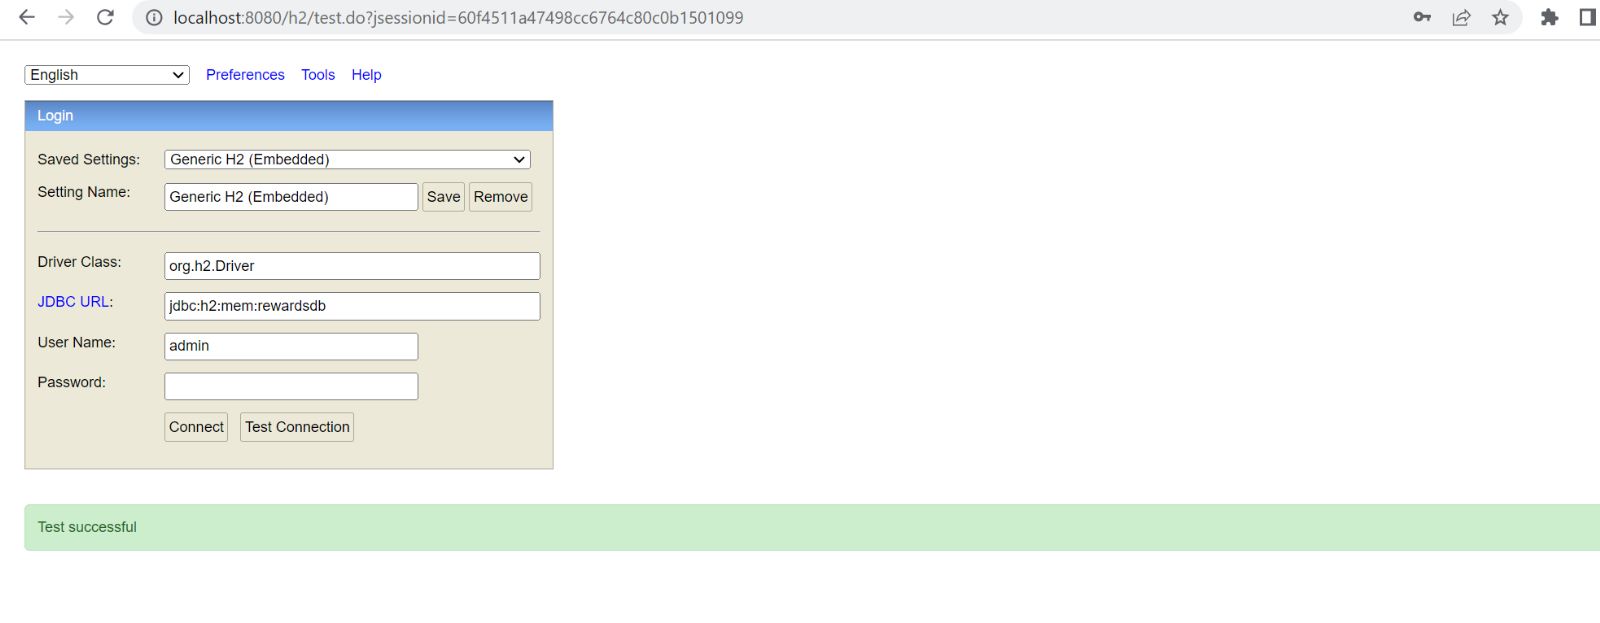 localhost:8080/h2/test.do?jsessionid=60f4511a47498cc6764c80c0b1501099
English Preferences Tools Help
Login
Saved Settings: Generic H2 (Embedded)
Setting Name: Generic H2 (Embedded) Save Remove
Driver Class: org.h2.Driver
JDBC URL: jdbc:h2:mem:rewardsdb
User Name: admin
Password:
Connect Test Connection
Test successful